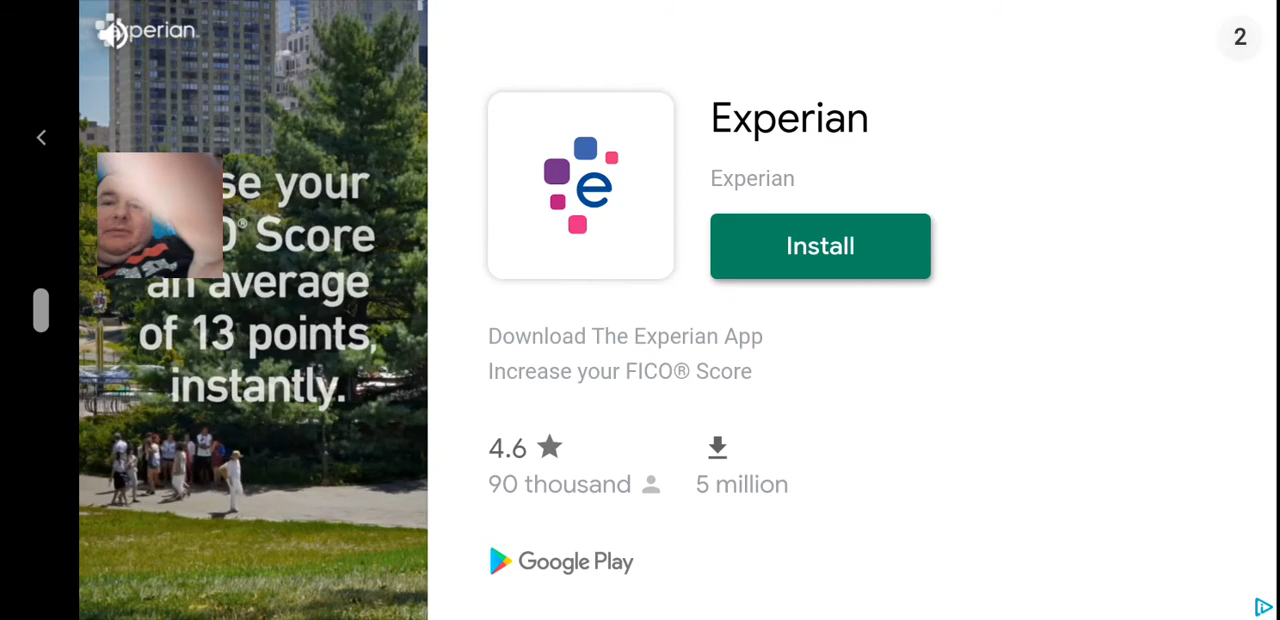 experian
se your
® Score
an average
of 13 points,
instantly.
2
Experian
Experian
Install
Download The Experian App
Increase your FICO® Score
4.6
90 thousand
5 million
Google Play